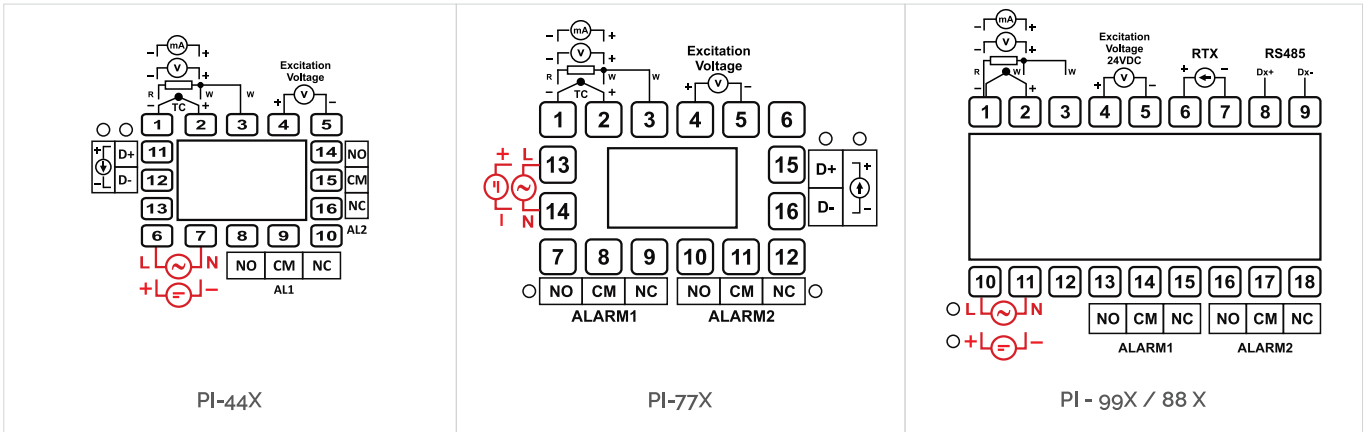 mA
- +
V
- +
R W W
- TC +
Excitation
Voltage
V
+ -
1 2 3 4 5
+ D+ 11 14 NO
- D- 12 15 CM
13 16 NC
6 7 8 9 10 AL2
L N NO CM NC
+ - AL1
PI-44X
mA
- +
V
- +
R W W
- TC +
Excitation
Voltage
V
+ -
1 2 3 4 5 6
+ L 13 15 D+ +
I N 14 16 D- -
7 8 9 10 11 12
NO CM NC NO CM NC
ALARM1 ALARM2
PI-77X
mA
- +
V
- +
R W W
- TC +
Excitation
Voltage
24VDC
V
+ -
RTX
+ -
RS485
Dx+ Dx-
1 2 3 4 5 6 7 8 9
10 11 12 13 14 15 16 17 18
L N NO CM NC NO CM NC
+ - ALARM1 ALARM2
PI - 99X / 88 X